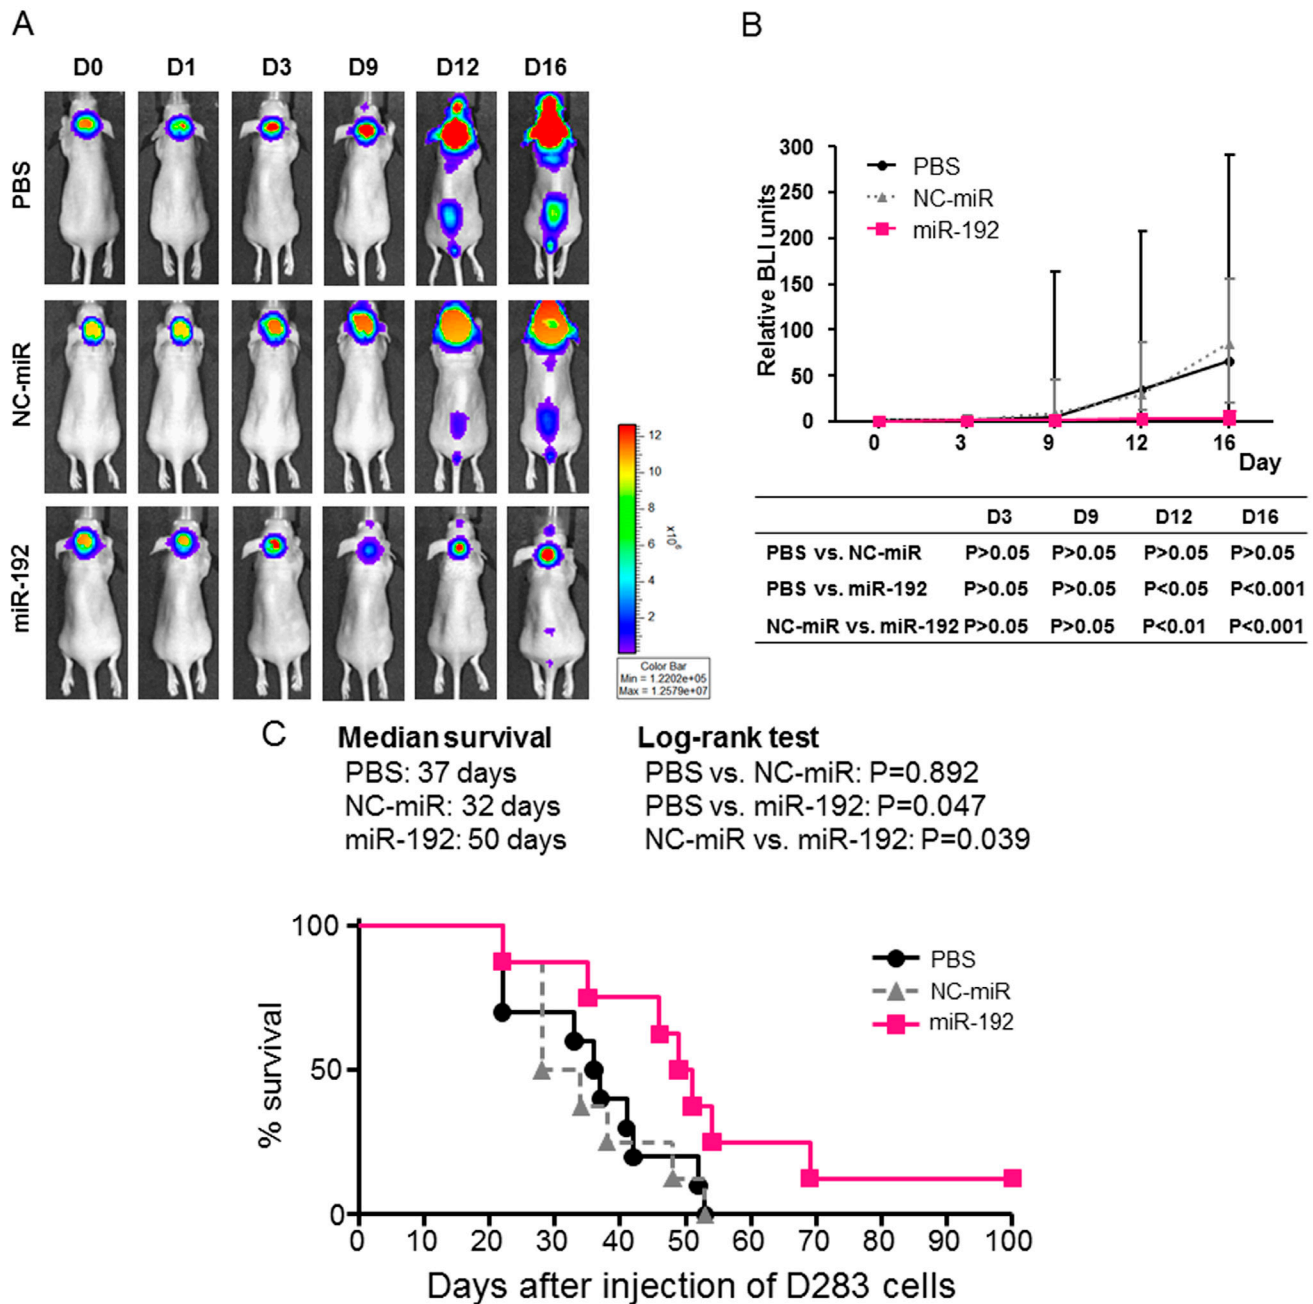 A
D0 D1 D3 D9 D12 D16
PBS
NC-miR
miR-192
12
10
8
6
4
2
x10⁶
Color Bar
Min = 1.2202e+05
Max = 1.2579e+07
B
300
250
200
150
100
50
0
Relative BLI units
PBS
NC-miR
miR-192
0 3 9 12 16
Day
D3 D9 D12 D16
PBS vs. NC-miR P>0.05 P>0.05 P>0.05 P>0.05
PBS vs. miR-192 P>0.05 P>0.05 P<0.05 P<0.001
NC-miR vs. miR-192 P>0.05 P>0.05 P<0.01 P<0.001
C
Median survival
PBS: 37 days
NC-miR: 32 days
miR-192: 50 days
Log-rank test
PBS vs. NC-miR: P=0.892
PBS vs. miR-192: P=0.047
NC-miR vs. miR-192: P=0.039
100
50
0
% survival
PBS
NC-miR
miR-192
0 10 20 30 40 50 60 70 80 90 100
Days after injection of D283 cells